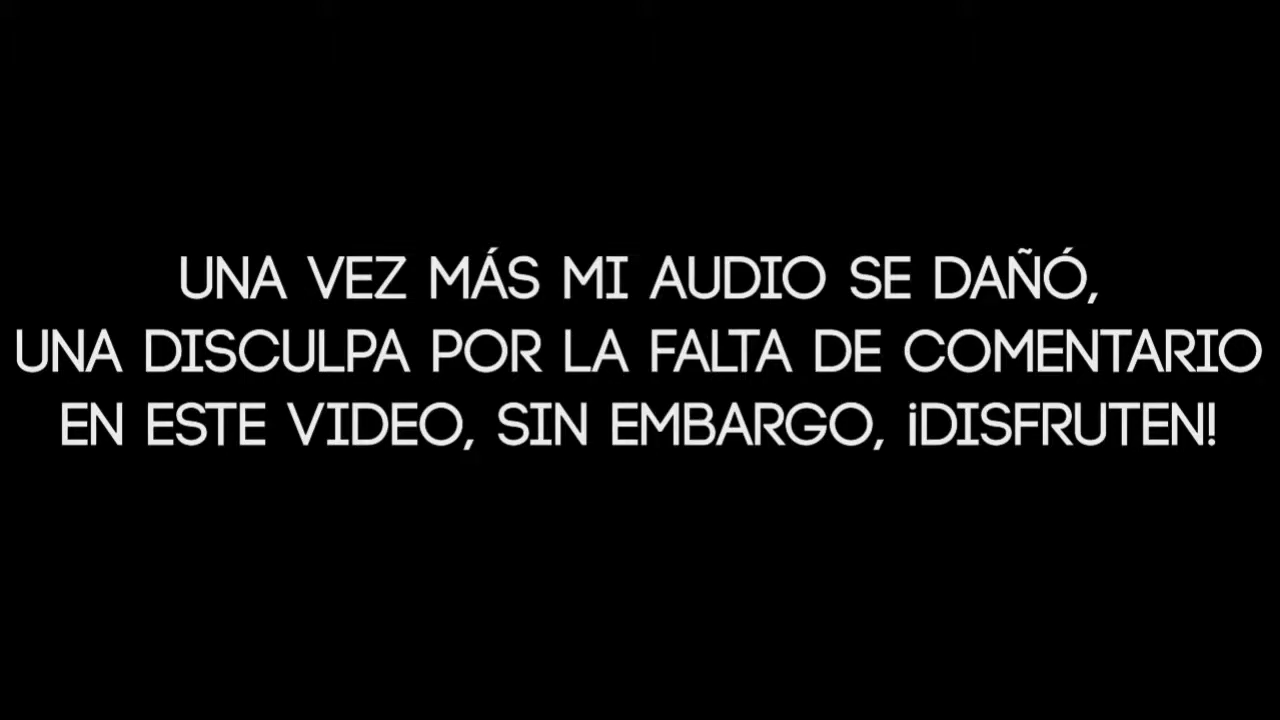 UNA VEZ MÁS MI AUDIO SE DAÑÓ,
UNA DISCULPA POR LA FALTA DE COMENTARIO
EN ESTE VIDEO, SIN EMBARGO, ¡DISFRUTEN!